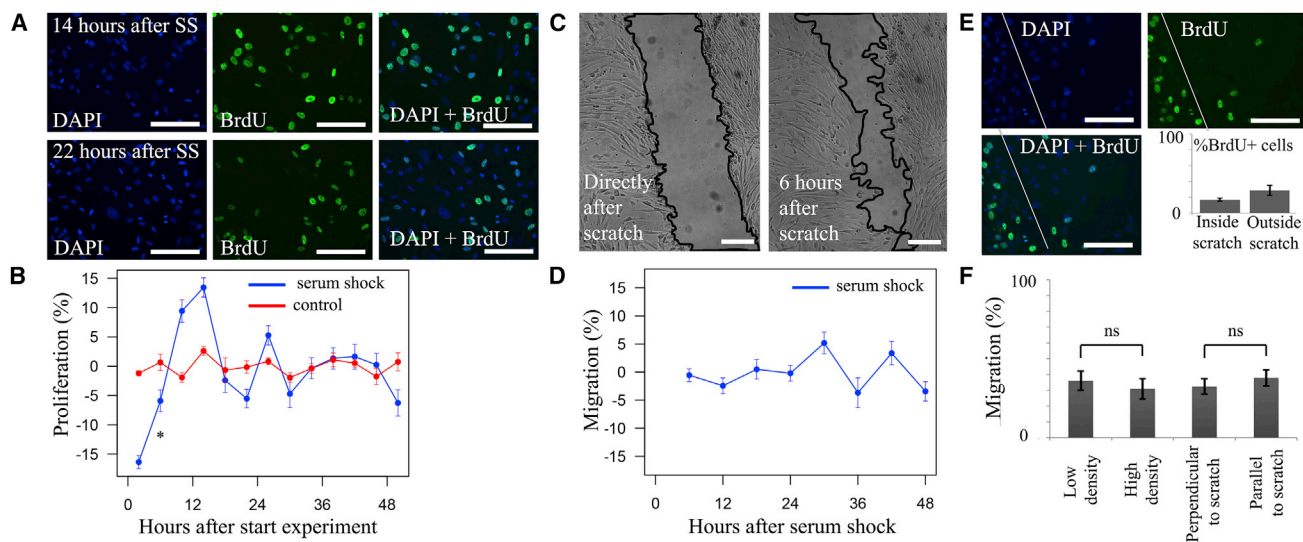 A
14 hours after SS
DAPI
BrdU
DAPI + BrdU
22 hours after SS
DAPI
BrdU
DAPI + BrdU
B
Proliferation (%)
15
10
5
0
-5
-10
-15
serum shock
control
*
0 12 24 36 48
Hours after start experiment
C
Directly
after
scratch
6 hours
after
scratch
D
Migration (%)
15
10
5
0
-5
-10
-15
serum shock
0 12 24 36 48
Hours after serum shock
E
DAPI
BrdU
DAPI + BrdU
100
%BrdU+ cells
0
Inside
scratch
Outside
scratch
F
Migration (%)
100
0
ns
ns
Low
density
High
density
Perpendicular
to scratch
Parallel
to scratch